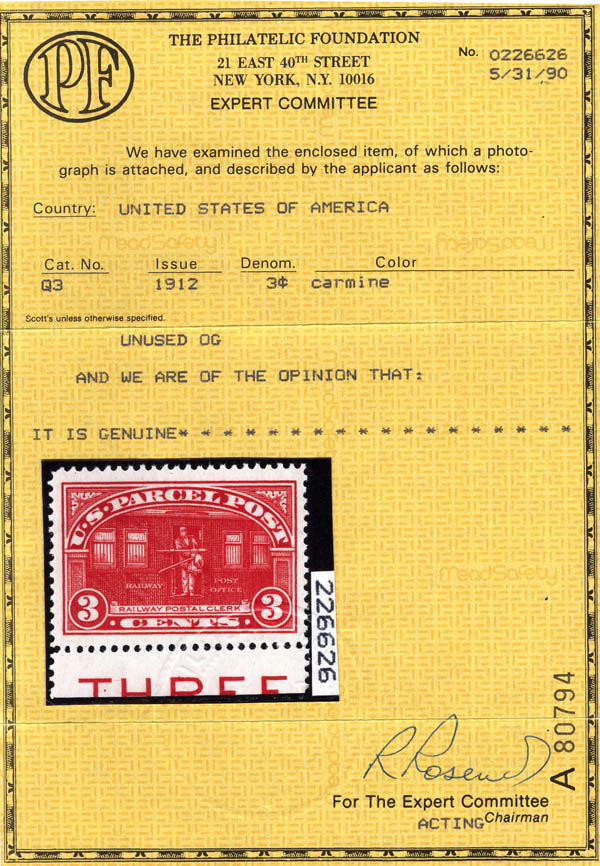 PF
THE PHILATELIC FOUNDATION
21 EAST 40TH STREET
NEW YORK, N.Y. 10016
EXPERT COMMITTEE
No. 0226626
5/31/90
We have examined the enclosed item, of which a photo-
graph is attached, and described by the applicant as follows:
Country: UNITED STATES OF AMERICA
Cat. No. Issue Denom. Color
Q3 1912 3¢ carmine
Scott's unless otherwise specified.
UNUSED OG
AND WE ARE OF THE OPINION THAT:
IT IS GENUINE* * * * * * * * * * * * * * * * * *
U.S. PARCEL POST
RAILWAY POST
OFFICE
RAILWAY POSTAL CLERK
3 CENTS 3
THREE
226626
A 80794
For The Expert Committee
ACTING Chairman